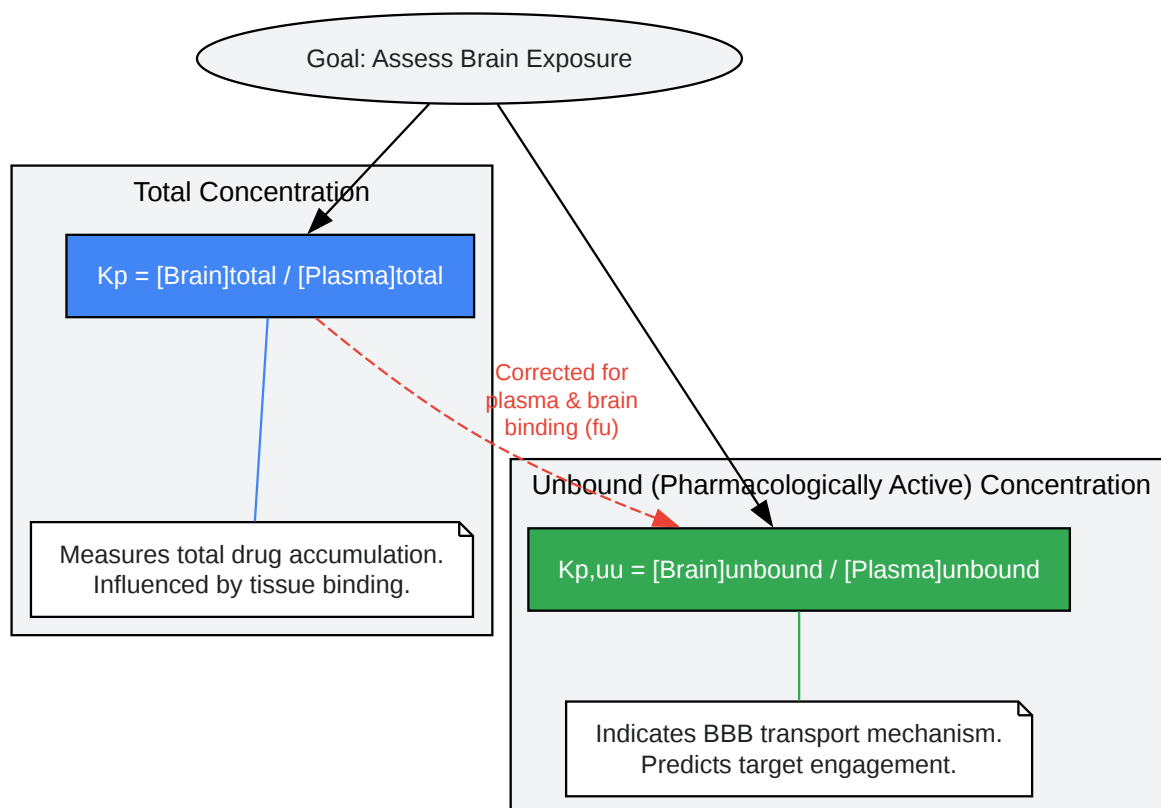 Goal: Assess Brain Exposure
Total Concentration
Kp = [Brain]total / [Plasma]total
Corrected for
plasma & brain
binding (fu)
Unbound (Pharmacologically Active) Concentration
Measures total drug accumulation.
Influenced by tissue binding.
Kp,uu = [Brain]unbound / [Plasma]unbound
Indicates BBB transport mechanism.
Predicts target engagement.